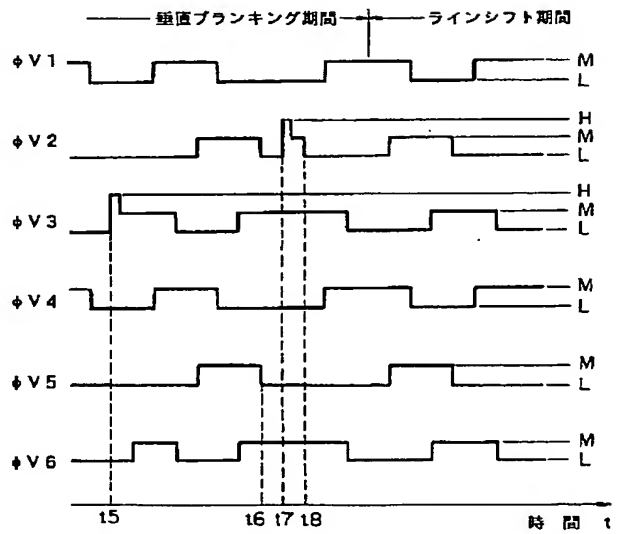 垂直ブランキング期間 ラインシフト期間
φV1 M
L
φV2 H
M
L
φV3 H
M
L
φV4 M
L
φV5 M
L
φV6 M
L
t5 t6 t7 t8 時間 t